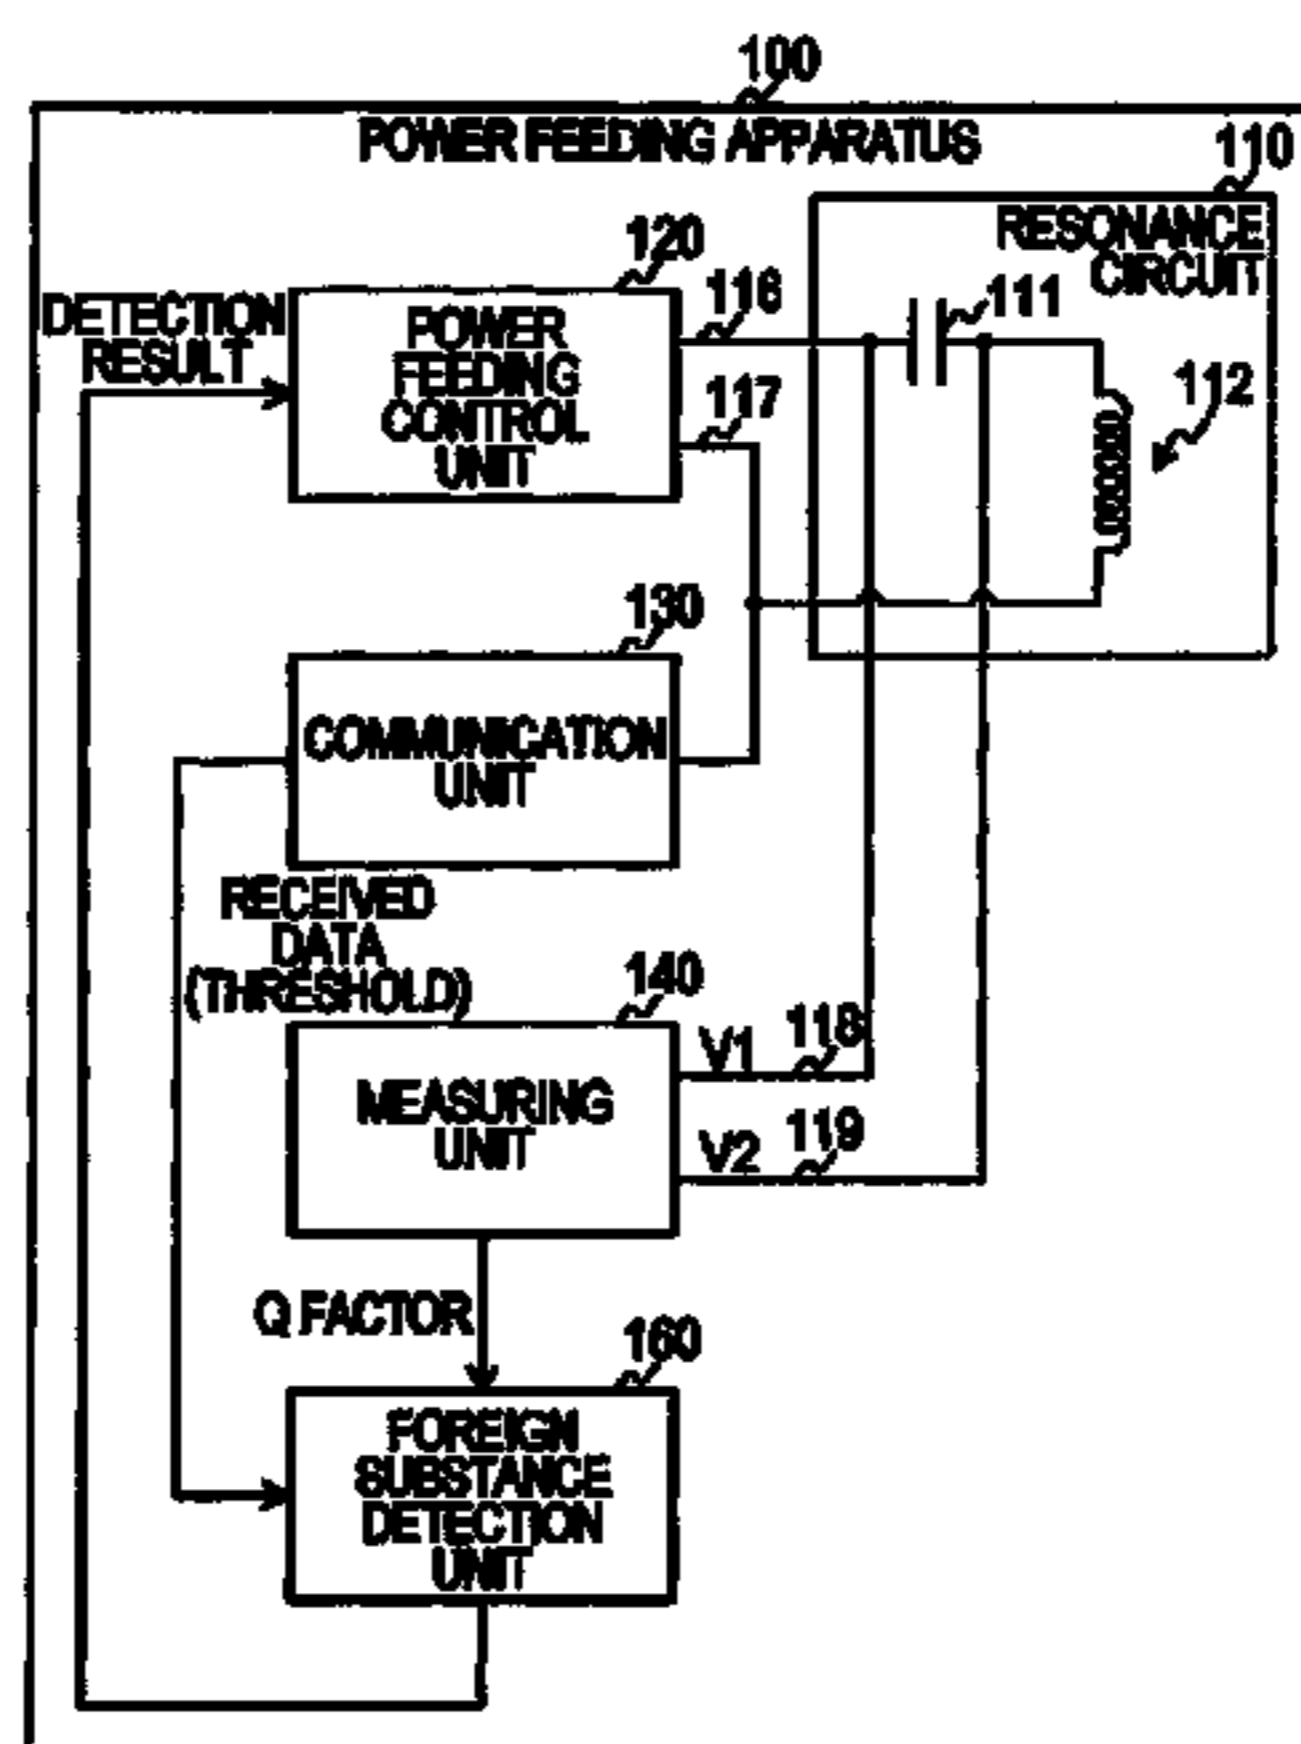 100
POWER FEEDING APPARATUS
110
RESONANCE
CIRCUIT
120
116
111
DETECTION
RESULT
POWER
FEEDING
CONTROL
UNIT
117
112
130
COMMUNICATION
UNIT
RECEIVED
DATA
(THRESHOLD)
140
V1
118
MEASURING
UNIT
V2
119
Q FACTOR
160
FOREIGN
SUBSTANCE
DETECTION
UNIT